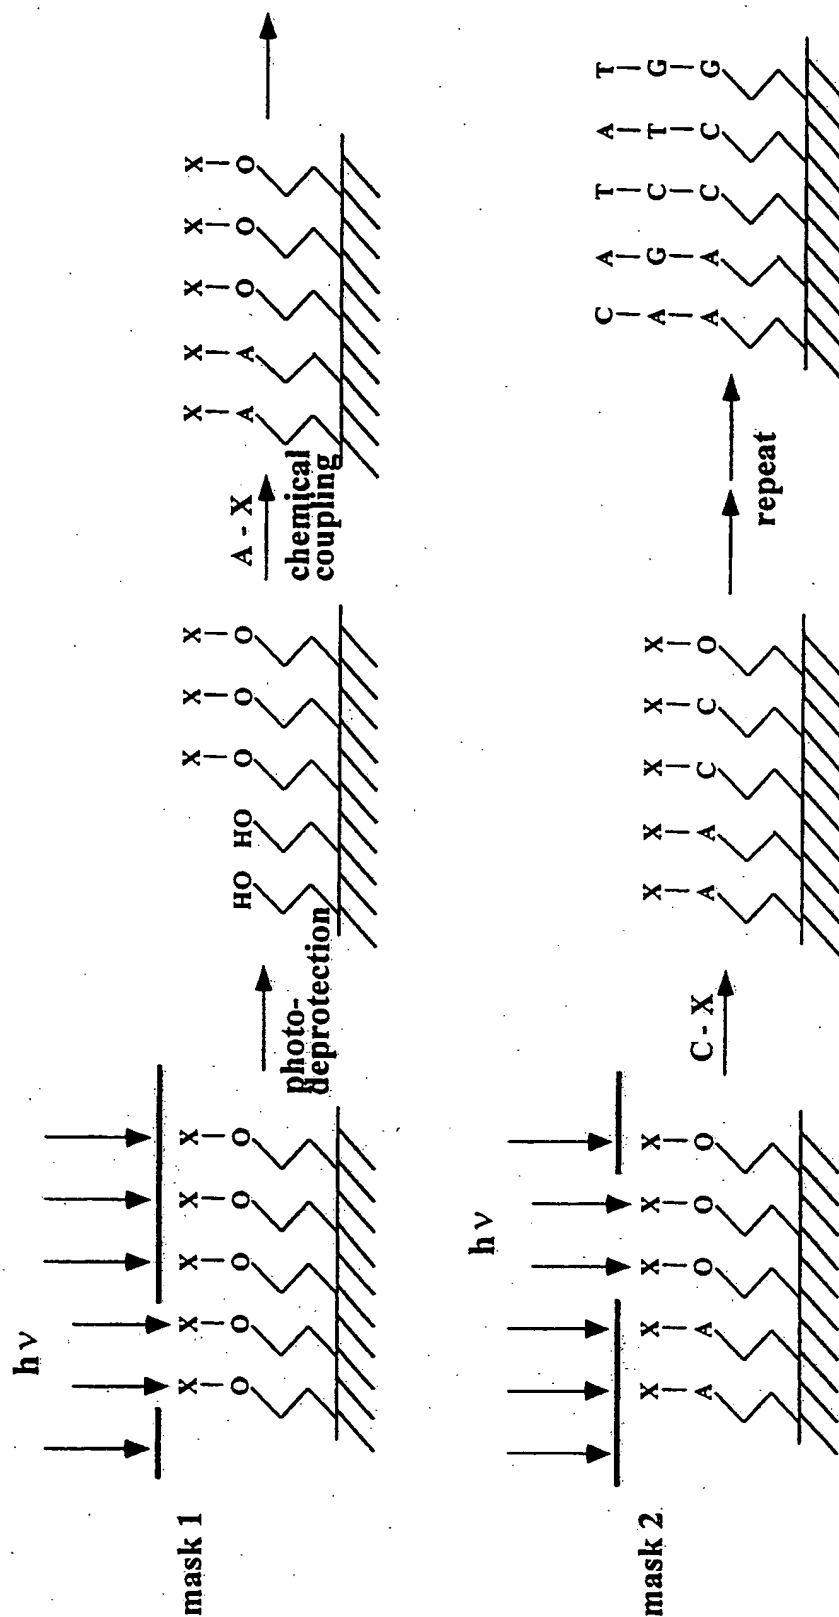 mask 1
hν
X X X X X
O O O O O
photo-
deprotection
X X X
HO HO O O O
A - X
chemical
coupling
X X X X X
A A O O O
mask 2
hν
X X X X X
A A O O O
C - X
X X X X X
A A C C O
repeat
C A T A T
A G C T G
A A C C G